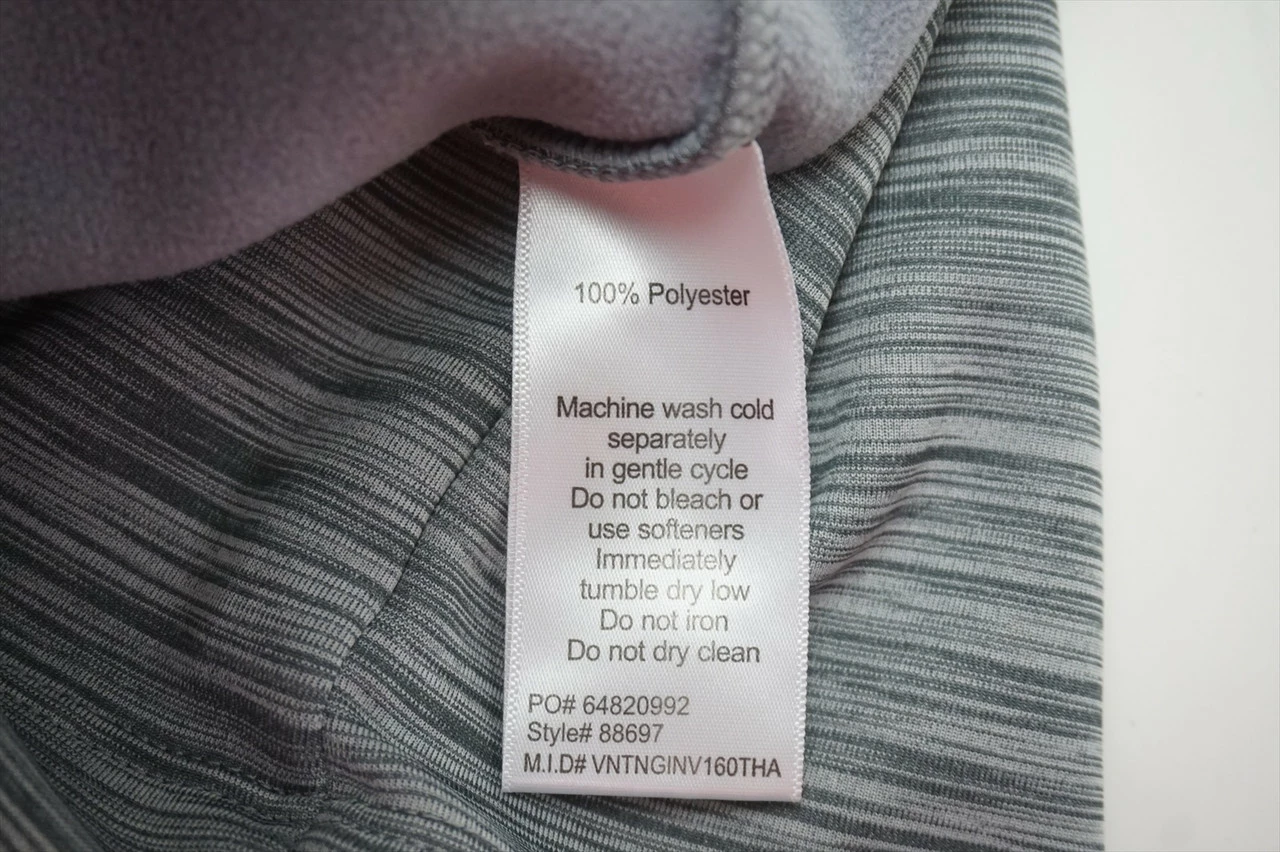 100% Polyester
Machine wash cold
separately
in gentle cycle
Do not bleach or
use softeners
Immediately
tumble dry low
Do not iron
Do not dry clean
PO# 64820992
Style# 88697
M.I.D# VNTNGINV160THA